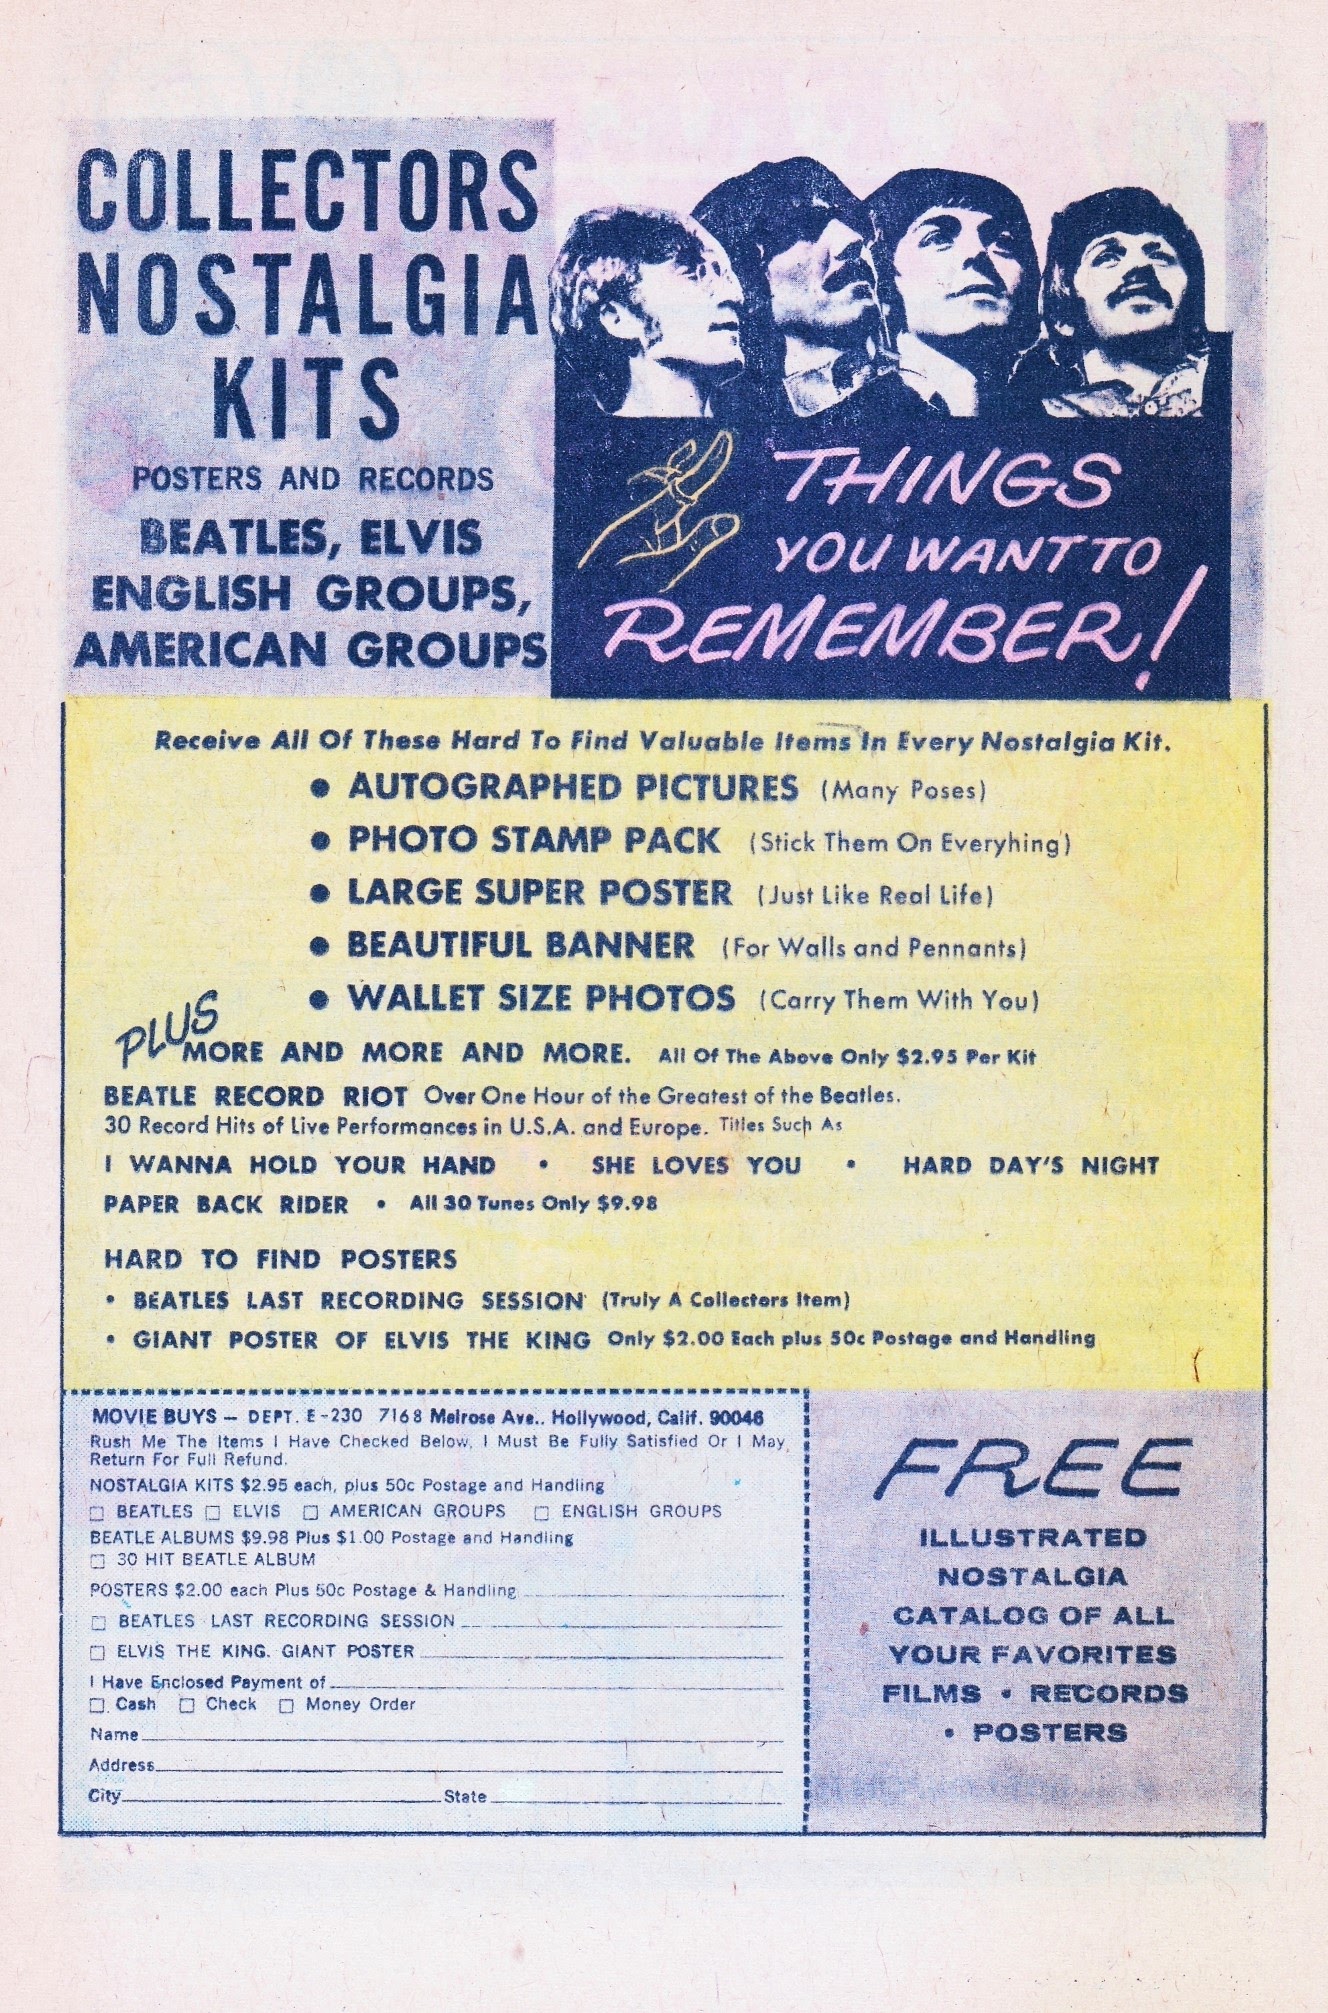 COLLECTORS
NOSTALGIA
KITS
POSTERS AND RECORDS
BEATLES, ELVIS
ENGLISH GROUPS,
AMERICAN GROUPS
THINGS
YOU WANT TO
REMEMBER!
Receive All Of These Hard To Find Valuable Items In Every Nostalgia Kit.
• AUTOGRAPHED PICTURES (Many Poses)
• PHOTO STAMP PACK (Stick Them On Everyhing)
• LARGE SUPER POSTER (Just Like Real Life)
• BEAUTIFUL BANNER (For Walls and Pennants)
• WALLET SIZE PHOTOS (Carry Them With You)
PLUS
MORE AND MORE AND MORE. All Of The Above Only $2.95 Per Kit
BEATLE RECORD RIOT Over One Hour of the Greatest of the Beatles.
30 Record Hits of Live Performances in U.S.A. and Europe. Titles Such As
I WANNA HOLD YOUR HAND • SHE LOVES YOU • HARD DAY'S NIGHT
PAPER BACK RIDER • All 30 Tunes Only $9.98
HARD TO FIND POSTERS
• BEATLES LAST RECORDING SESSION (Truly A Collectors Item)
• GIANT POSTER OF ELVIS THE KING Only $2.00 Each plus 50c Postage and Handling
MOVIE BUYS — DEPT. E-230 7168 Melrose Ave.. Hollywood, Calif. 90046
Rush Me The Items I Have Checked Below, I Must Be Fully Satisfied Or I May
Return For Full Refund.
NOSTALGIA KITS $2.95 each, plus 50c Postage and Handling
☐ BEATLES ☐ ELVIS ☐ AMERICAN GROUPS ☐ ENGLISH GROUPS
BEATLE ALBUMS $9.98 Plus $1.00 Postage and Handling
☐ 30 HIT BEATLE ALBUM
POSTERS $2.00 each Plus 50c Postage & Handling
☐ BEATLES LAST RECORDING SESSION
☐ ELVIS THE KING. GIANT POSTER
I Have Enclosed Payment of
☐ Cash ☐ Check ☐ Money Order
Name
Address
City State
FREE
ILLUSTRATED
NOSTALGIA
CATALOG OF ALL
YOUR FAVORITES
FILMS • RECORDS
• POSTERS